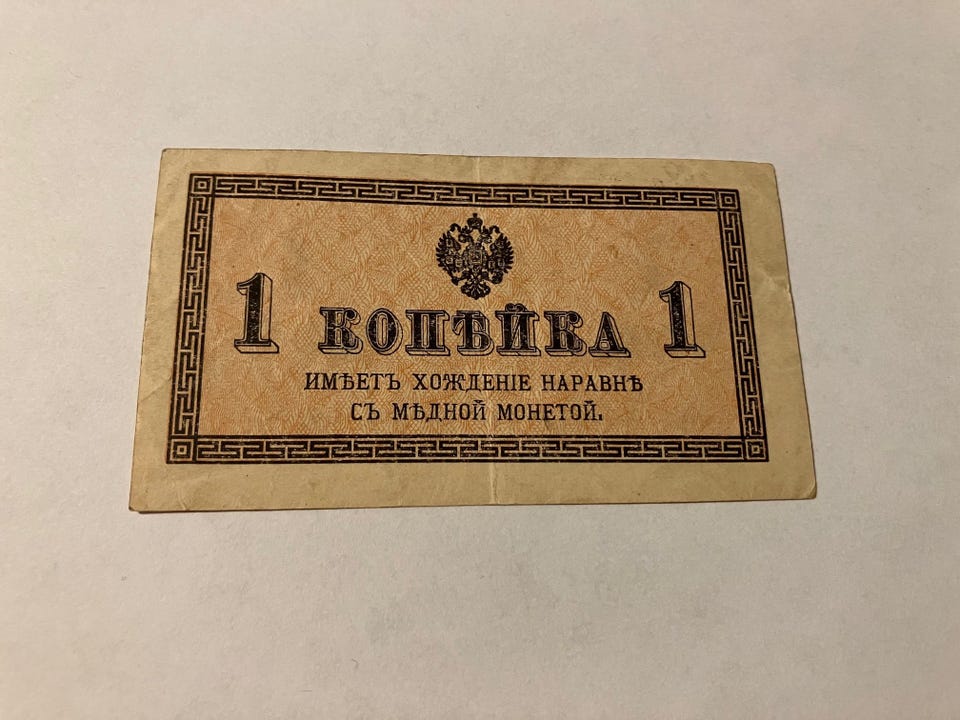 1 КОПѢЙКА 1
ИМѢЕТЪ ХОЖДЕНІЕ НАРАВНѢ
СЪ МѢДНОЙ МОНЕТОЙ.